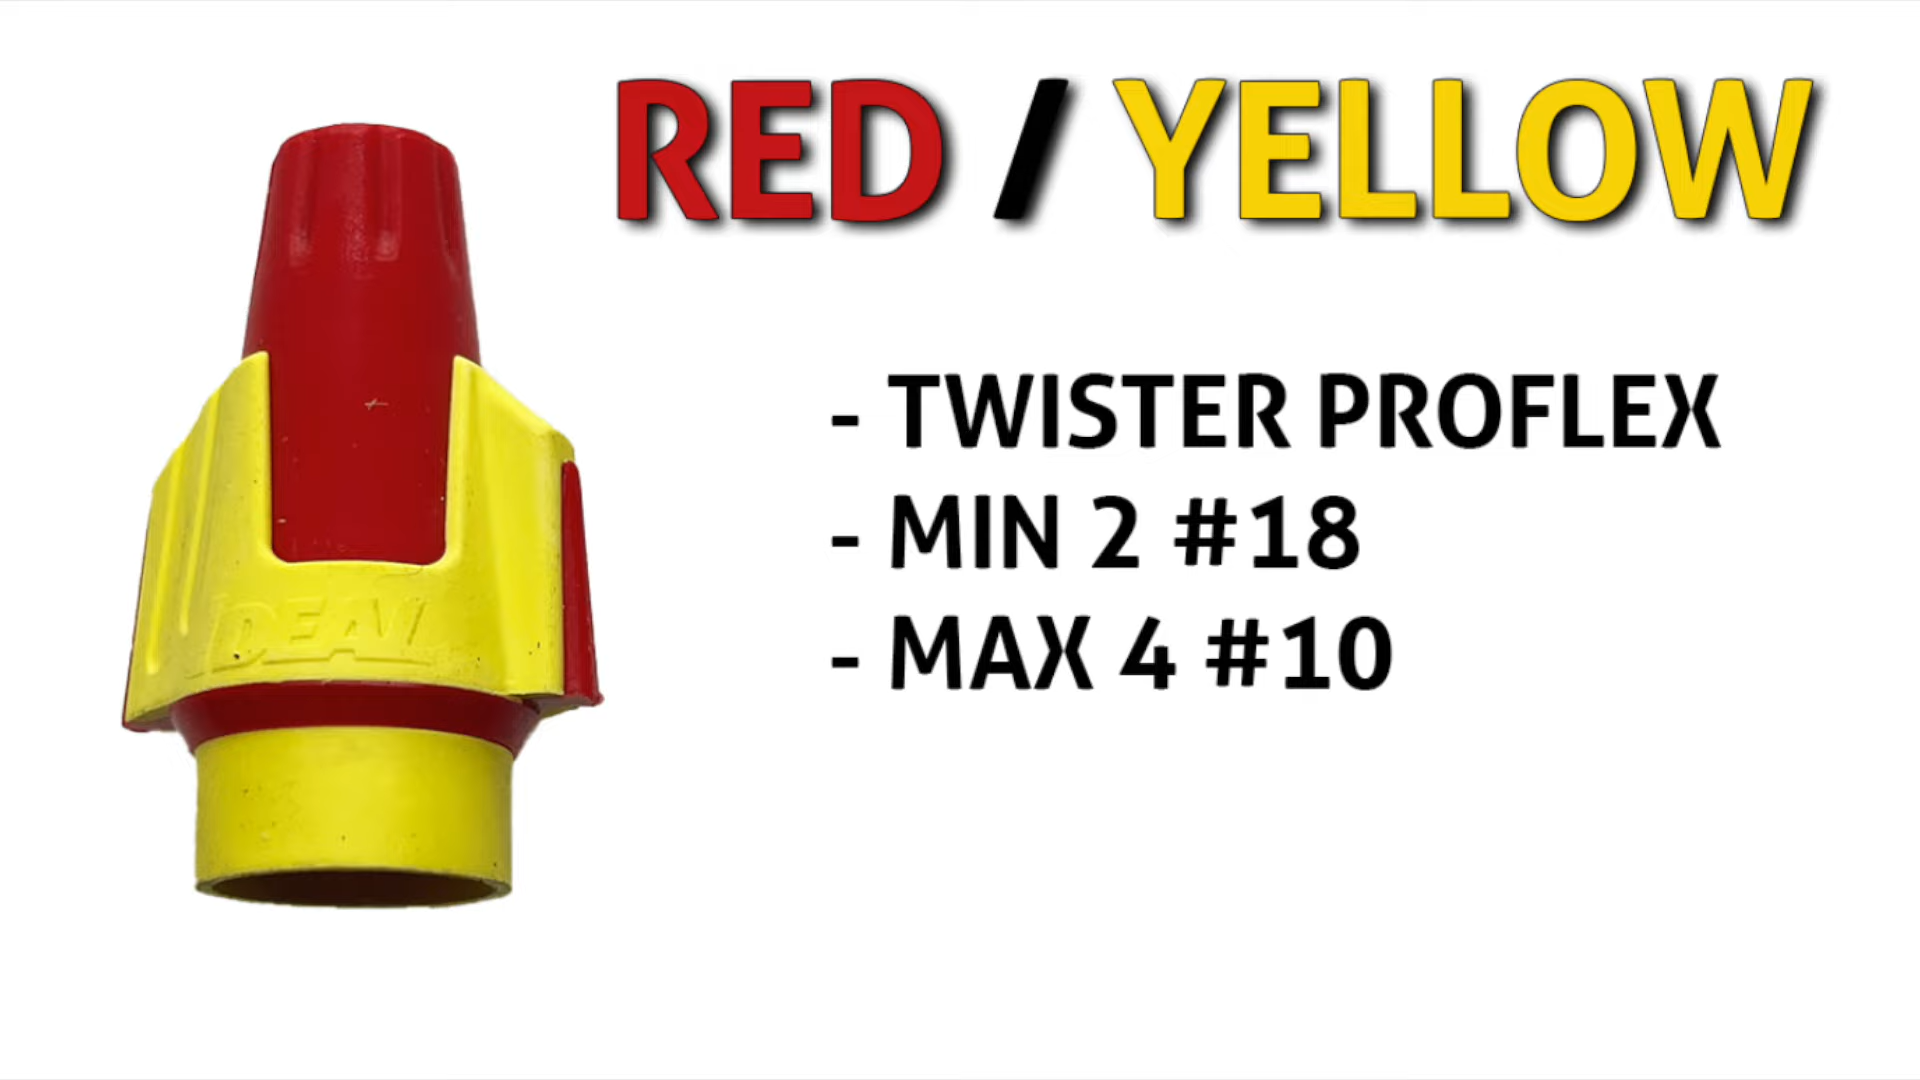 RED / YELLOW
- TWISTER PROFLEX
- MIN 2 #18
- MAX 4 #10
IDEAL